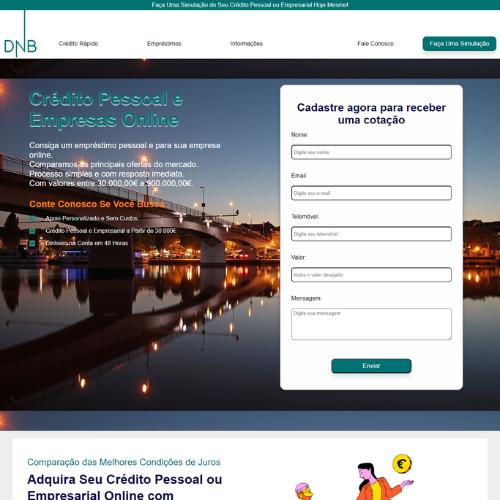 Faça Uma Simulação do Seu Crédito Pessoal ou Empresarial Hoje Mesmo!
DNB
Crédito Rápido
Empréstimos
Informações
Fale Conosco
Faça Uma Simulação
Crédito Pessoal e
Empresas Online
Consiga um empréstimo pessoal e para sua empresa
online.
Comparamos as principais ofertas do mercado.
Processo simples e com resposta imediata.
Com valores entre 30.000,00€ a 900.000,00€.
Conte Conosco Se Você Busca:
Apoio Personalizado e Sem Custos
Crédito Pessoal e Empresarial a Partir de 30.000€
Dinheiro na Conta em 48 Horas
Cadastre agora para receber
uma cotação
Nome:
Digite seu nome
Email:
Digite seu e-mail
Telemóvel:
Digite seu telemóvel
Valor:
Insira o valor desejado
Mensagem:
Digite sua mensagem
Enviar
Comparação das Melhores Condições de Juros
Adquira Seu Crédito Pessoal ou
Empresarial Online com
€